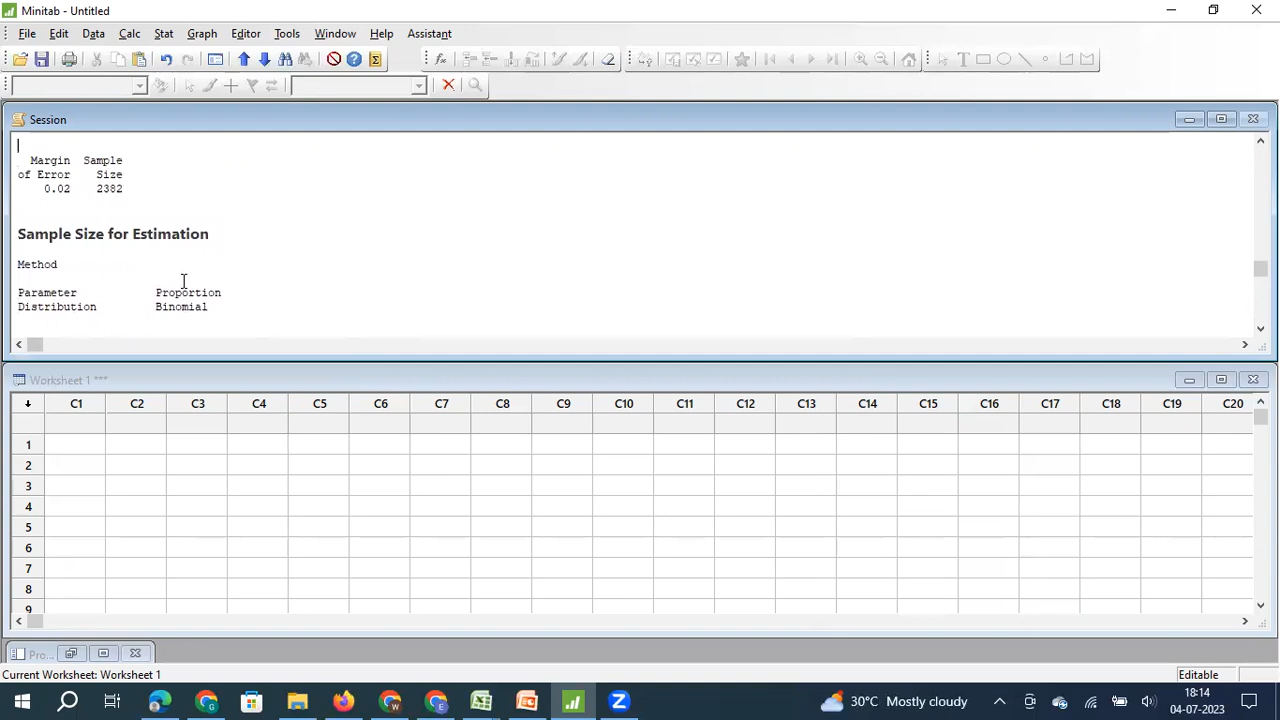 Minitab - Untitled
File Edit Data Calc Stat Graph Editor Tools Window Help Assistant
Session
Margin Sample
of Error Size
0.02 2382
Sample Size for Estimation
Method
Parameter Proportion
Distribution Binomial
Worksheet 1 ***
C1 C2 C3 C4 C5 C6 C7 C8 C9 C10 C11 C12 C13 C14 C15 C16 C17 C18 C19 C20
1
2
3
4
5
6
7
8
9
Pro...
Current Worksheet: Worksheet 1 Editable
30°C Mostly cloudy 18:14
04-07-2023